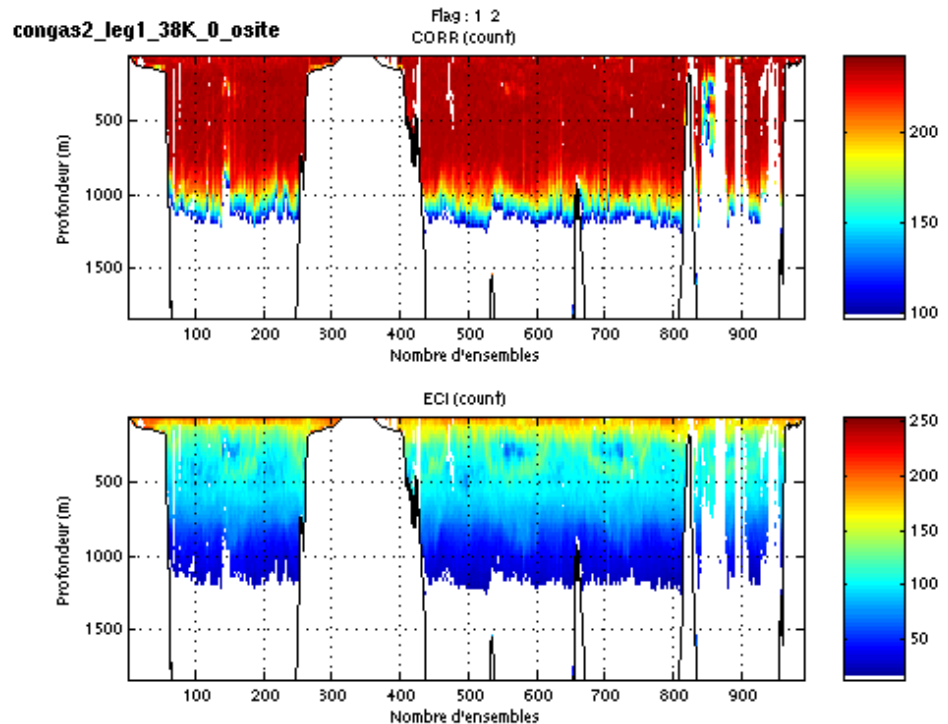 congas2_leg1_38K_0_osite
Flag : 1 2
CORR (count)
Profondeur (m)
500
1000
1500
100 200 300 400 500 600 700 800 900
Nombre d'ensembles
200
150
100
ECI (count)
Profondeur (m)
500
1000
1500
100 200 300 400 500 600 700 800 900
Nombre d'ensembles
250
200
150
100
50